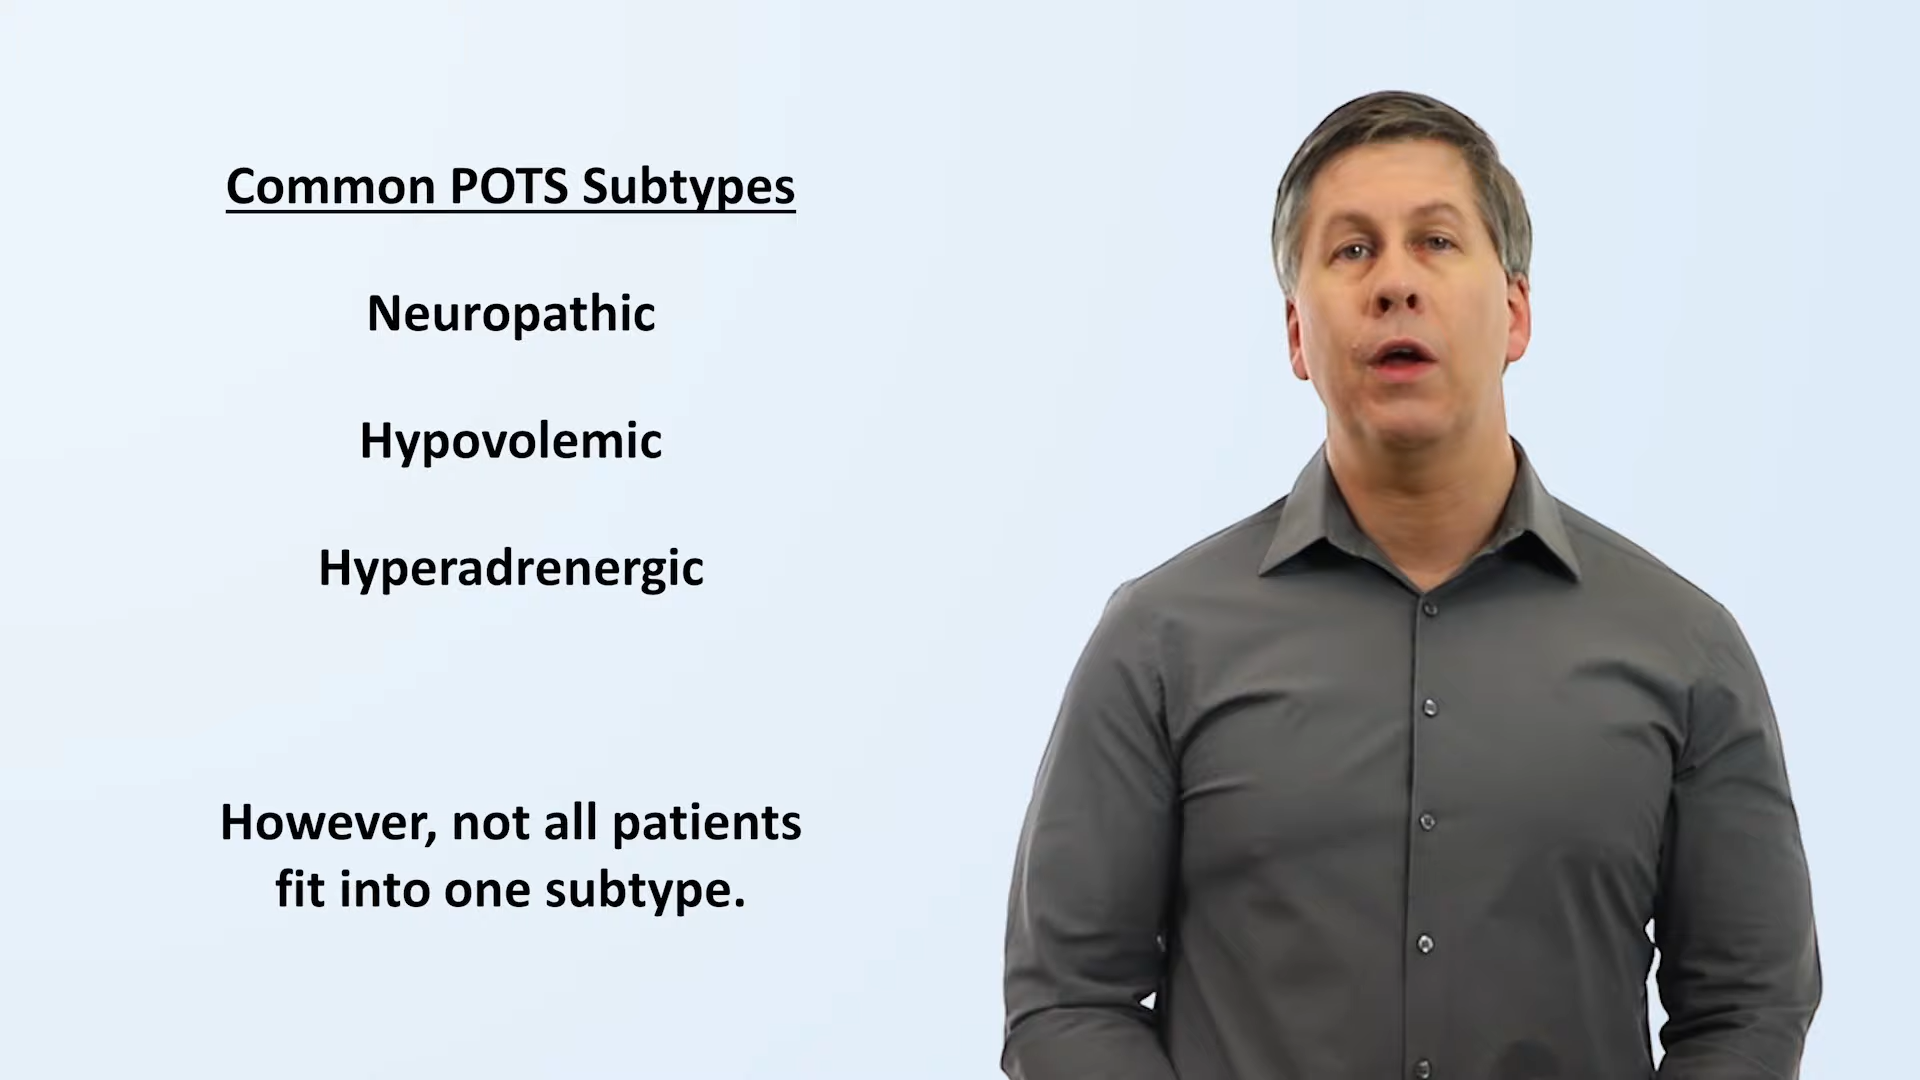 Common POTS Subtypes
Neuropathic
Hypovolemic
Hyperadrenergic
However, not all patients
fit into one subtype.